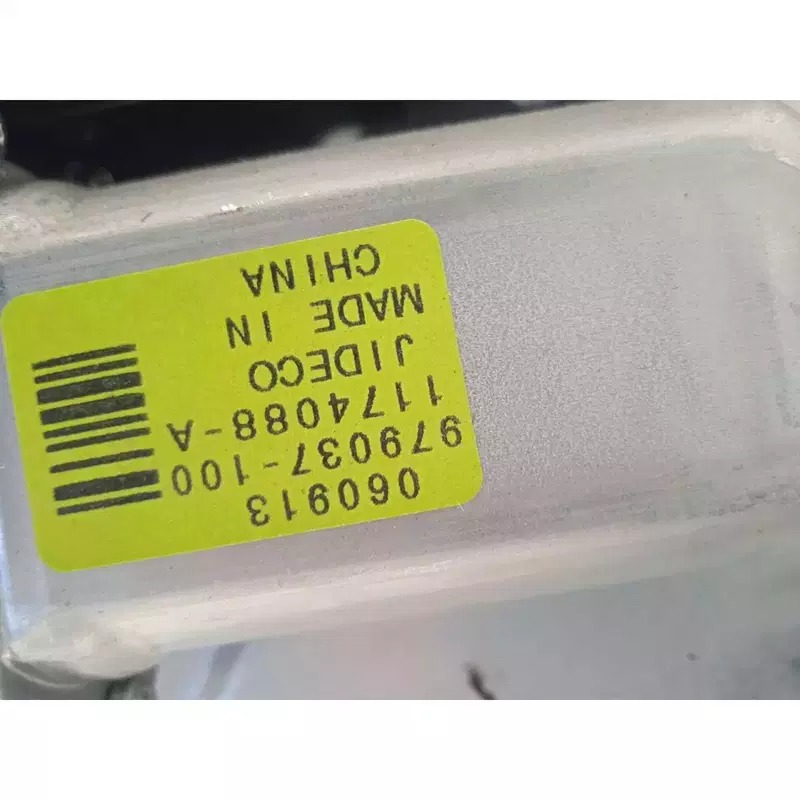 060913
979037-100
1174088-A
JIDECO
MADE IN
CHINA